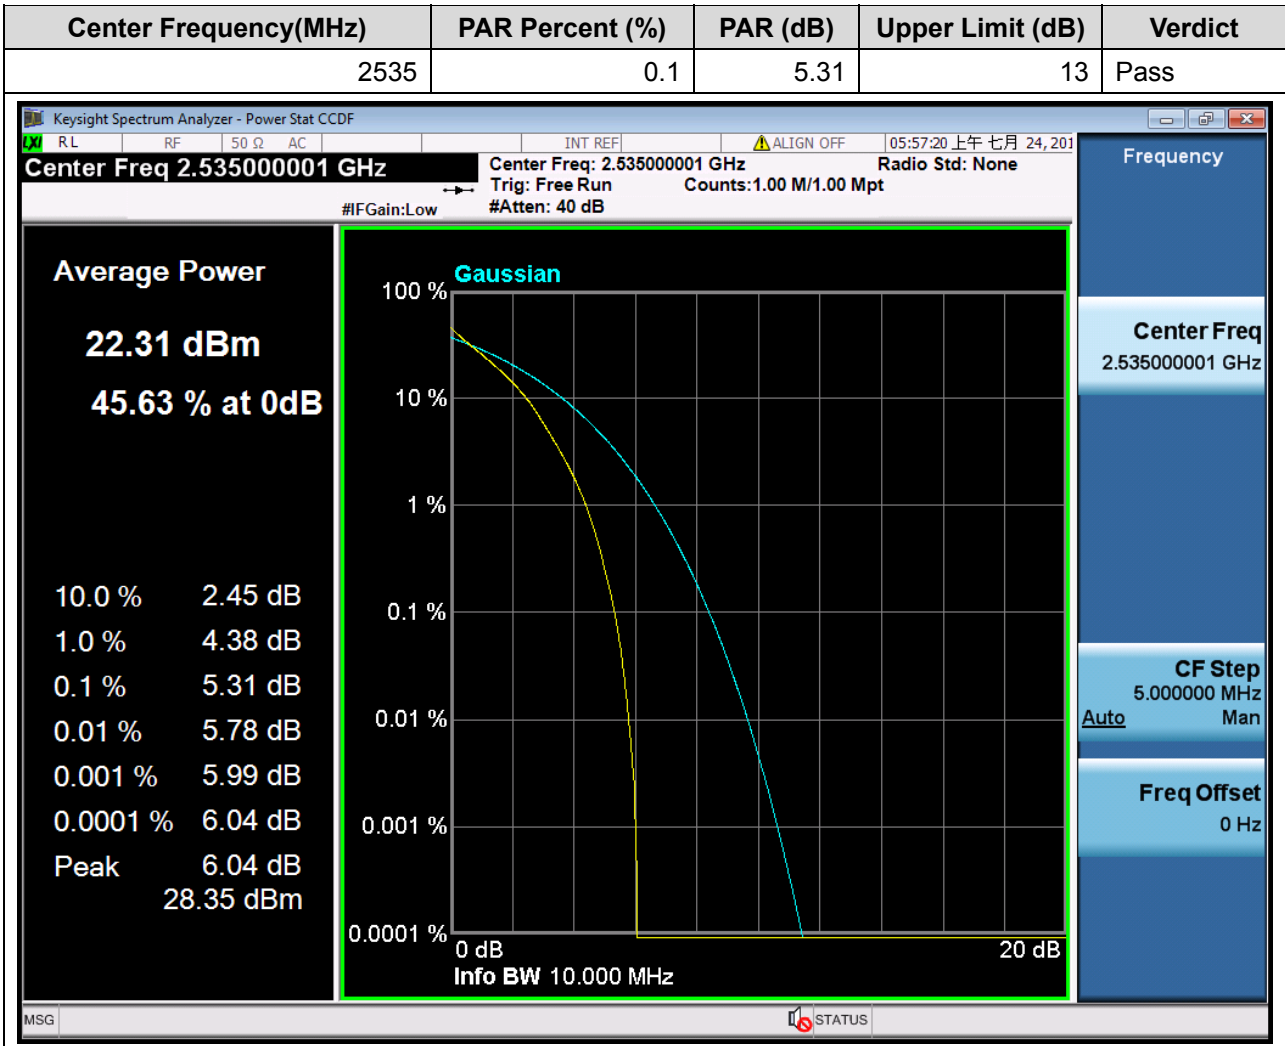 Center Frequency(MHz) PAR Percent (%) PAR (dB) Upper Limit (dB) Verdict
2535 0.1 5.31 13 Pass
Keysight Spectrum Analyzer - Power Stat CCDF
LXI RL RF 50 Ω AC INT REF ALIGN OFF 05:57:20 上午 七月 24, 201
Center Freq 2.535000001 GHz
Center Freq: 2.535000001 GHz Radio Std: None
Trig: Free Run Counts:1.00 M/1.00 Mpt
#IFGain:Low #Atten: 40 dB
Average Power
22.31 dBm
45.63 % at 0dB
10.0 % 2.45 dB
1.0 % 4.38 dB
0.1 % 5.31 dB
0.01 % 5.78 dB
0.001 % 5.99 dB
0.0001 % 6.04 dB
Peak 6.04 dB
28.35 dBm
Gaussian
100 %
10 %
1 %
0.1 %
0.01 %
0.001 %
0.0001 %
0 dB 20 dB
Info BW 10.000 MHz
Frequency
Center Freq
2.535000001 GHz
CF Step
5.000000 MHz
Auto Man
Freq Offset
0 Hz
MSG STATUS